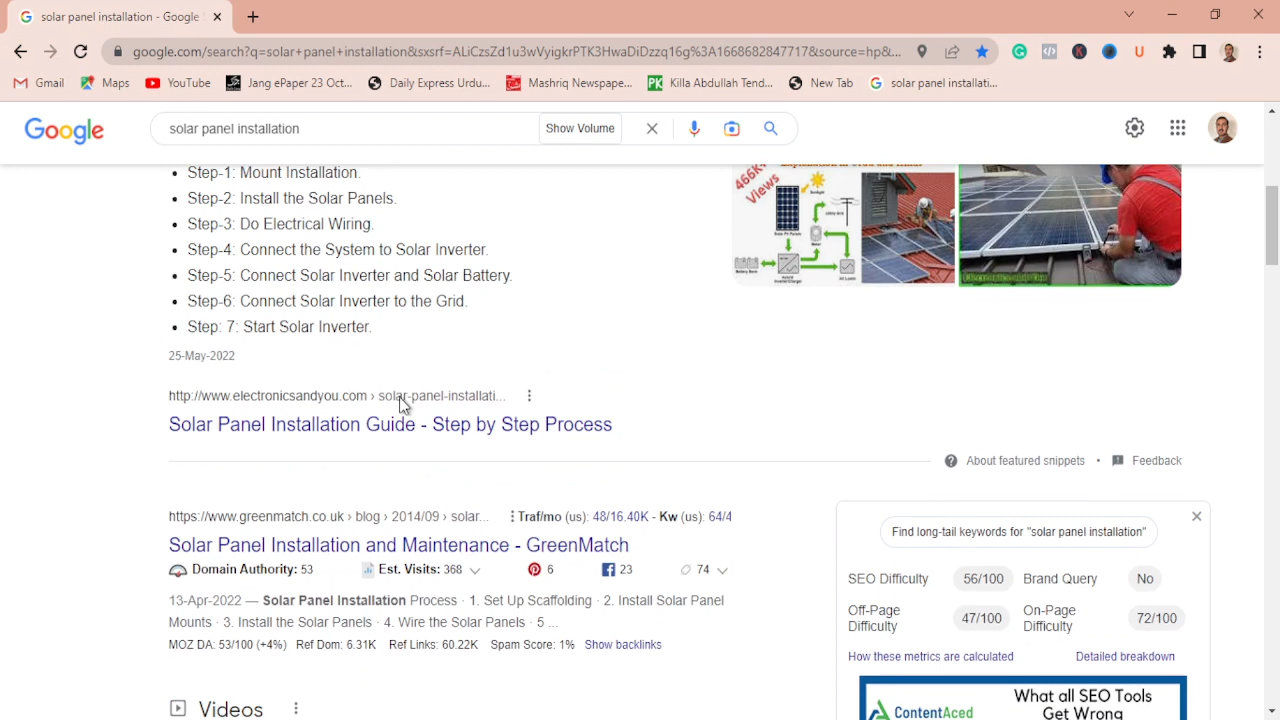 solar panel installation - Google
google.com/search?q=solar+panel+installation&sxsrf=ALiCzsZd1u3wVyigkrPTK3HwaDiDzzq16g%3A1668682847717&source=hp&...
Gmail
Maps
YouTube
Jang ePaper 23 Oct...
Daily Express Urdu...
Mashriq Newspape...
Killa Abdullah Tend...
New Tab
solar panel installati...
Google
solar panel installation
Show Volume
Step-1: Mount Installation.
Step-2: Install the Solar Panels.
Step-3: Do Electrical Wiring.
Step-4: Connect the System to Solar Inverter.
Step-5: Connect Solar Inverter and Solar Battery.
Step-6: Connect Solar Inverter to the Grid.
Step: 7: Start Solar Inverter.
466K+
Views
25-May-2022
http://www.electronicsandyou.com › solar-panel-installati...
Solar Panel Installation Guide - Step by Step Process
About featured snippets • Feedback
https://www.greenmatch.co.uk › blog › 2014/09 › solar...
Traf/mo (us): 48/16.40K - Kw (us): 64/4
Solar Panel Installation and Maintenance - GreenMatch
Domain Authority: 53
Est. Visits: 368
6
23
74
13-Apr-2022 — Solar Panel Installation Process · 1. Set Up Scaffolding · 2. Install Solar Panel
Mounts · 3. Install the Solar Panels · 4. Wire the Solar Panels · 5 ...
MOZ DA: 53/100 (+4%) Ref Dom: 6.31K Ref Links: 60.22K Spam Score: 1% Show backlinks
Videos
Find long-tail keywords for "solar panel installation"
SEO Difficulty 56/100 Brand Query No
Off-Page Difficulty 47/100 On-Page Difficulty 72/100
How these metrics are calculated
Detailed breakdown
ContentAced
What all SEO Tools
Get Wrong